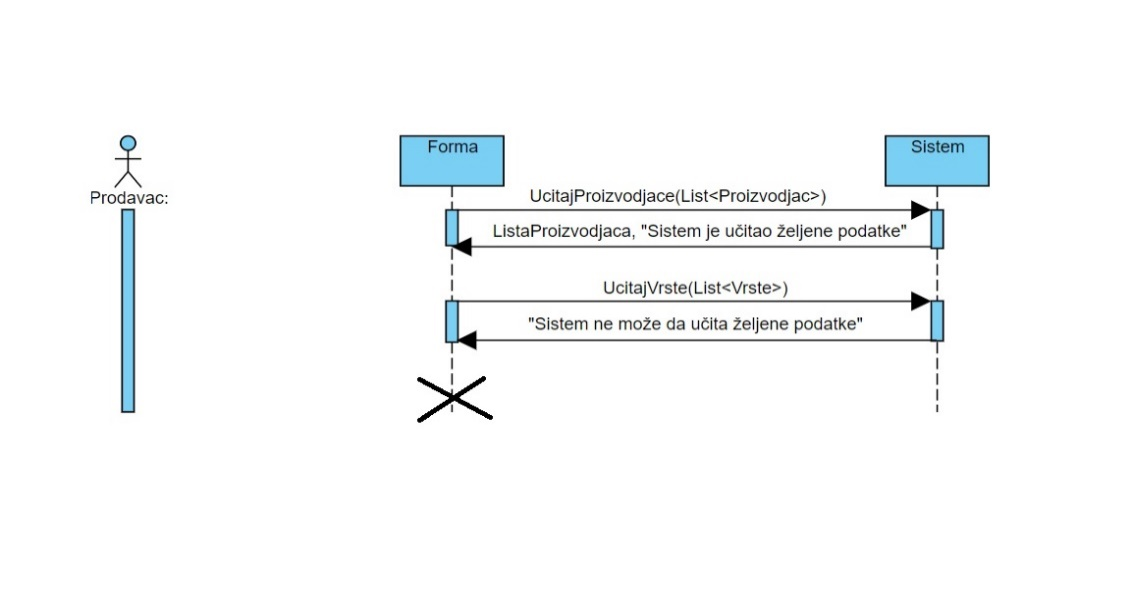 Forma
Sistem
Prodavac:
UcitajProizvodjace(List<Proizvodjac>)
ListaProizvodjaca, "Sistem je učitao željene podatke"
UcitajVrste(List<Vrste>)
"Sistem ne može da učita željene podatke"